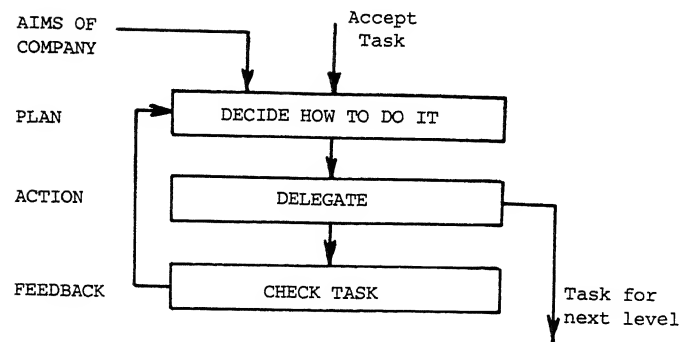 AIMS OF
COMPANY
Accept
Task
PLAN
DECIDE HOW TO DO IT
ACTION
DELEGATE
FEEDBACK
CHECK TASK
Task for
next level